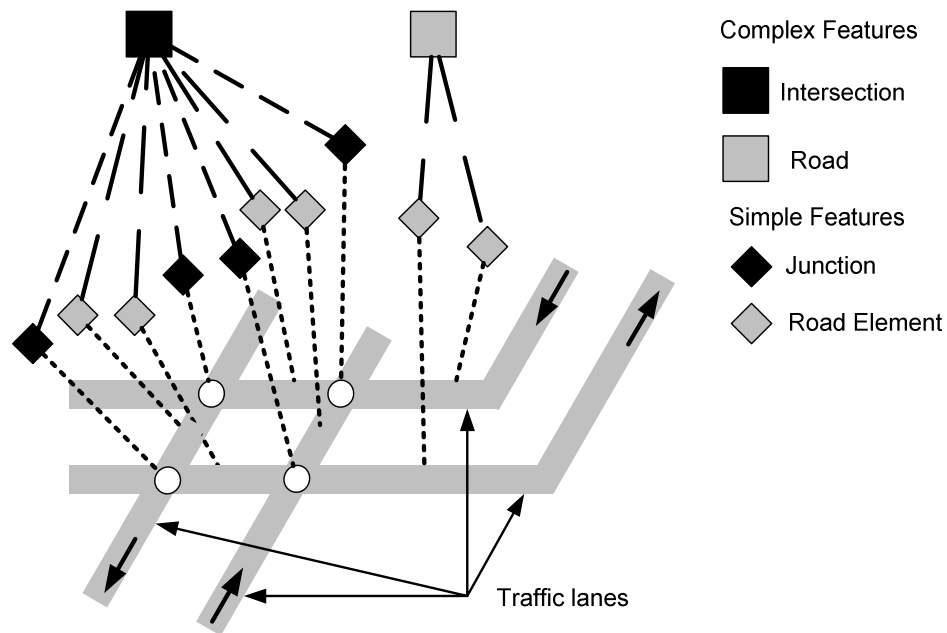 Complex Features
Intersection
Road
Simple Features
Junction
Road Element
Traffic lanes